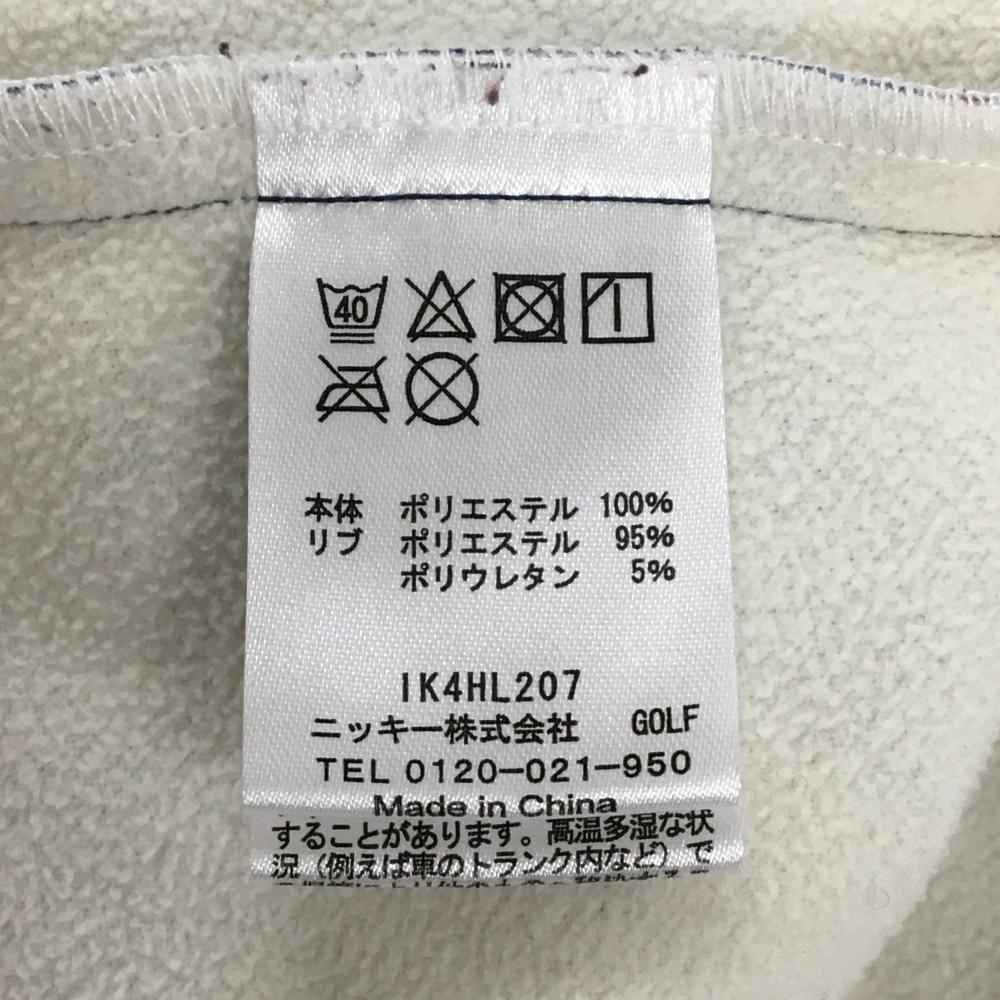 40
本体 ポリエステル 100%
リブ ポリエステル 95%
ポリウレタン 5%
IK4HL207
ニッキー株式会社 GOLF
TEL 0120-021-950
Made in China
することがあります。高温多湿な状
況(例えば車のトランク内など)で